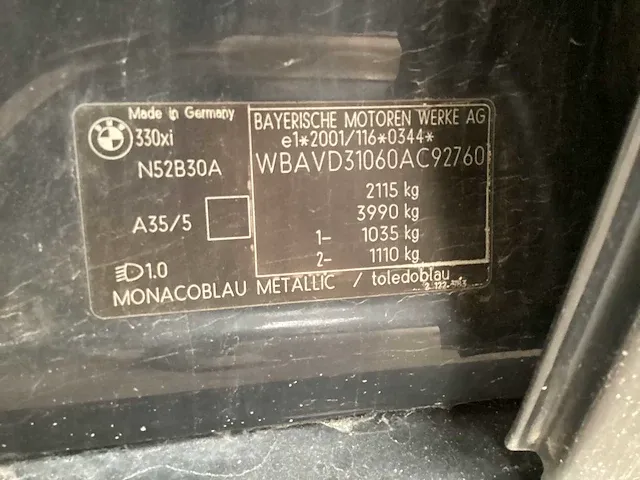 Made in Germany
BMW
330xi
N52B30A
A35/5
1.0
BAYERISCHE MOTOREN WERKE AG
e1*2001/116*0344*
WBAVD31060AC92760
2115 kg
3990 kg
1- 1035 kg
2- 1110 kg
MONACOBLAU METALLIC / toledoblau